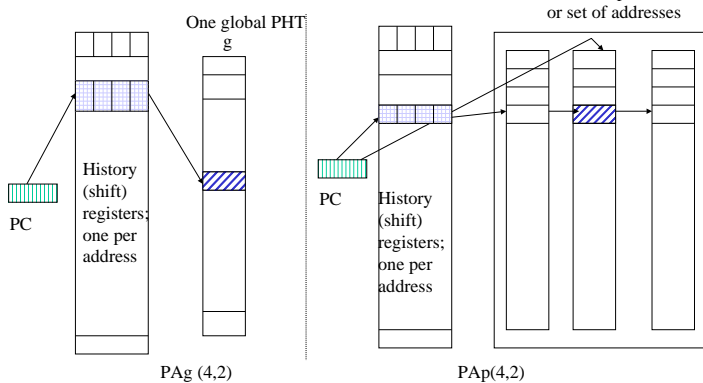 One global PHT
g
or set of addresses
History
(shift)
registers;
one per
address
PC
PAg (4,2)
History
(shift)
registers;
one per
address
PC
PAp(4,2)